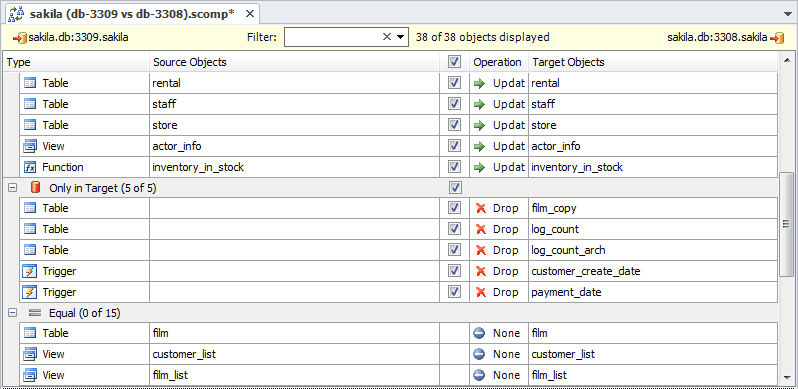 sakila (db-3309 vs db-3308).scomp*
sakila.db:3309.sakila Filter: 38 of 38 objects displayed sakila.db:3308.sakila
Type Source Objects Operation Target Objects
Table rental Updat rental
Table staff Updat staff
Table store Updat store
View actor_info Updat actor_info
Function inventory_in_stock Updat inventory_in_stock
Only in Target (5 of 5)
Table Drop film_copy
Table Drop log_count
Table Drop log_count_arch
Trigger Drop customer_create_date
Trigger Drop payment_date
Equal (0 of 15)
Table film None film
View customer_list None customer_list
View film_list None film_list